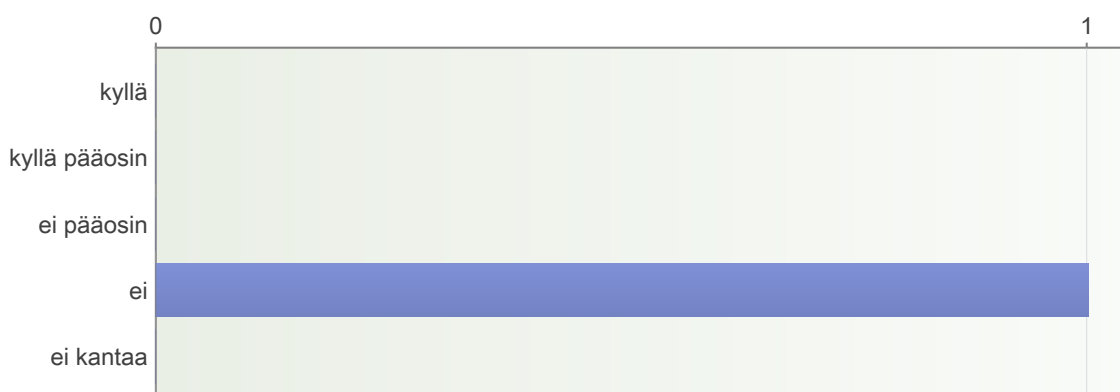 0 1
kyllä
kyllä pääosin
ei pääosin
ei
ei kantaa